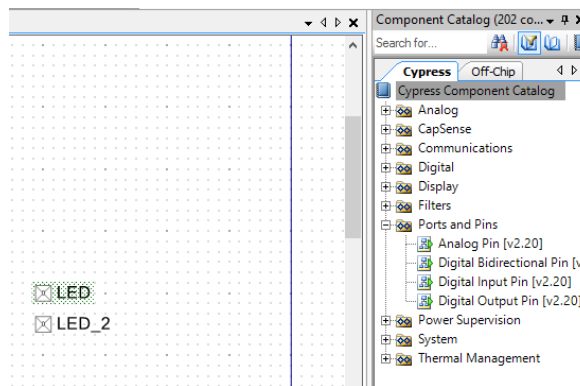 Component Catalog (202 co...
Search for...
Cypress
Off-Chip
Cypress Component Catalog
Analog
CapSense
Communications
Digital
Display
Filters
Ports and Pins
Analog Pin [v2.20]
Digital Bidirectional Pin [v
Digital Input Pin [v2.20]
Digital Output Pin [v2.20]
Power Supervision
System
Thermal Management
LED
LED_2